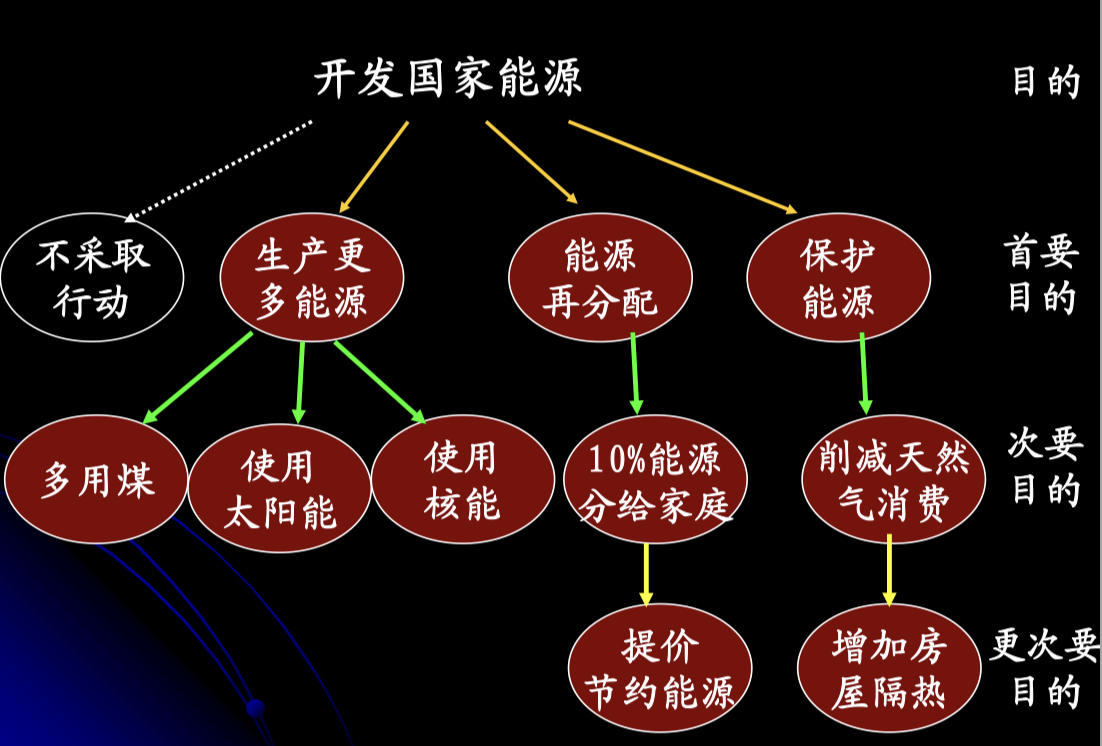 开发国家能源
目的
不采取
行动
生产更
多能源
能源
再分配
保护
能源
首要
目的
多用煤
使用
太阳能
使用
核能
10%能源
分给家庭
削减天然
气消费
次要
目的
提价
节约能源
增加房
屋隔热
更次要
目的